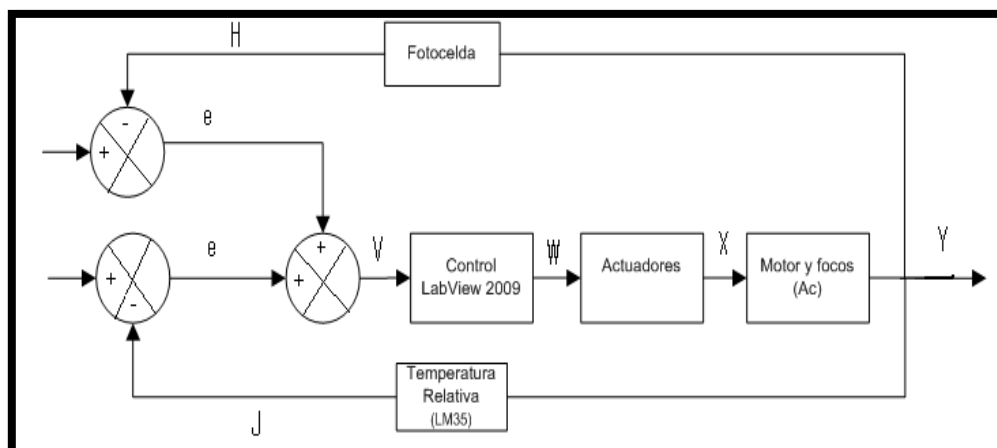 H
Fotocelda
-
e
+
e
+
V
Control
LabView 2009
W
Actuadores
X
Motor y focos
(Ac)
Y
+
-
+
Temperatura
Relativa
(LM35)
J